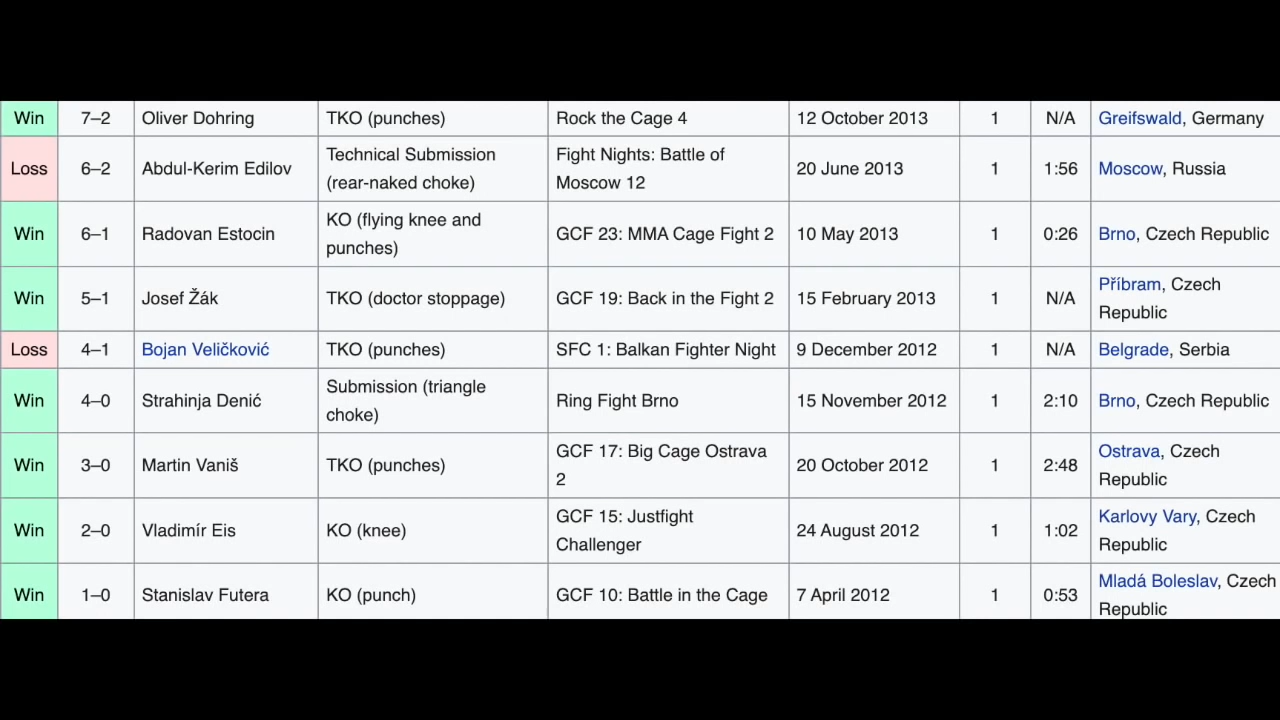 Win 7–2 Oliver Dohring TKO (punches) Rock the Cage 4 12 October 2013 1 N/A Greifswald, Germany
Loss 6–2 Abdul-Kerim Edilov Technical Submission (rear-naked choke) Fight Nights: Battle of Moscow 12 20 June 2013 1 1:56 Moscow, Russia
Win 6–1 Radovan Estocin KO (flying knee and punches) GCF 23: MMA Cage Fight 2 10 May 2013 1 0:26 Brno, Czech Republic
Win 5–1 Josef Žák TKO (doctor stoppage) GCF 19: Back in the Fight 2 15 February 2013 1 N/A Příbram, Czech Republic
Loss 4–1 Bojan Veličković TKO (punches) SFC 1: Balkan Fighter Night 9 December 2012 1 N/A Belgrade, Serbia
Win 4–0 Strahinja Denić Submission (triangle choke) Ring Fight Brno 15 November 2012 1 2:10 Brno, Czech Republic
Win 3–0 Martin Vaniš TKO (punches) GCF 17: Big Cage Ostrava 2 20 October 2012 1 2:48 Ostrava, Czech Republic
Win 2–0 Vladimír Eis KO (knee) GCF 15: Justfight Challenger 24 August 2012 1 1:02 Karlovy Vary, Czech Republic
Win 1–0 Stanislav Futera KO (punch) GCF 10: Battle in the Cage 7 April 2012 1 0:53 Mladá Boleslav, Czech Republic